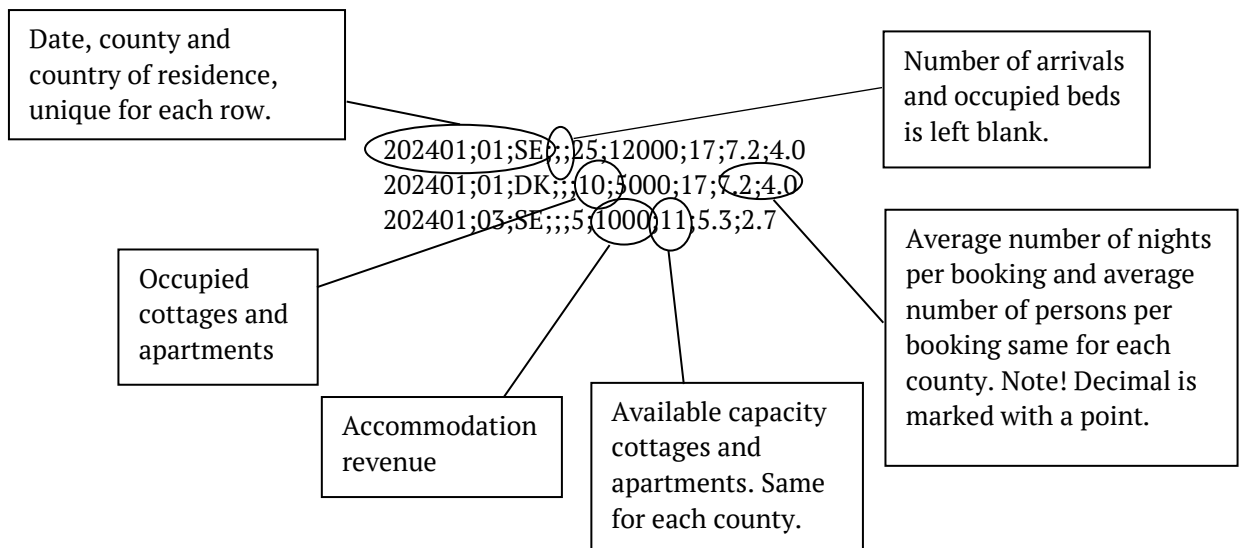 Date, county and
country of residence,
unique for each row.
Number of arrivals
and occupied beds
is left blank.
202401;01;SE;;;25;12000;17;7.2;4.0
202401;01;DK;;;10;5000;17;7.2;4.0
202401;03;SE;;;5;1000;11;5.3;2.7
Occupied
cottages and
apartments
Average number of nights
per booking and average
number of persons per
booking same for each
county. Note! Decimal is
marked with a point.
Accommodation
revenue
Available capacity
cottages and
apartments. Same
for each county.